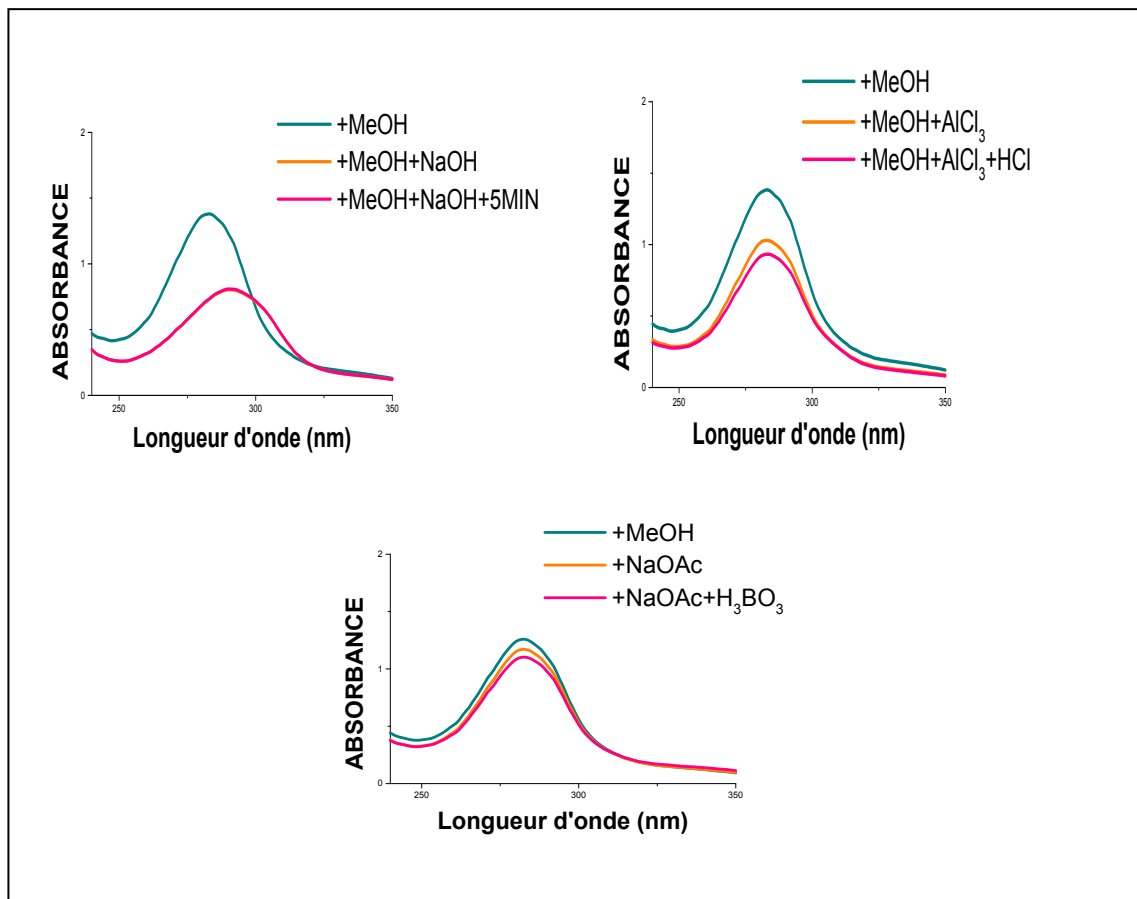 +MeOH
+MeOH+NaOH
+MeOH+NaOH+5MIN
ABSORBANCE
2
1
0
250
300
350
Longueur d'onde (nm)
+MeOH
+MeOH+AlCl₃
+MeOH+AlCl₃+HCl
ABSORBANCE
2
1
0
250
300
350
Longueur d'onde (nm)
+MeOH
+NaOAc
+NaOAc+H₃BO₃
ABSORBANCE
2
1
0
250
300
350
Longueur d'onde (nm)